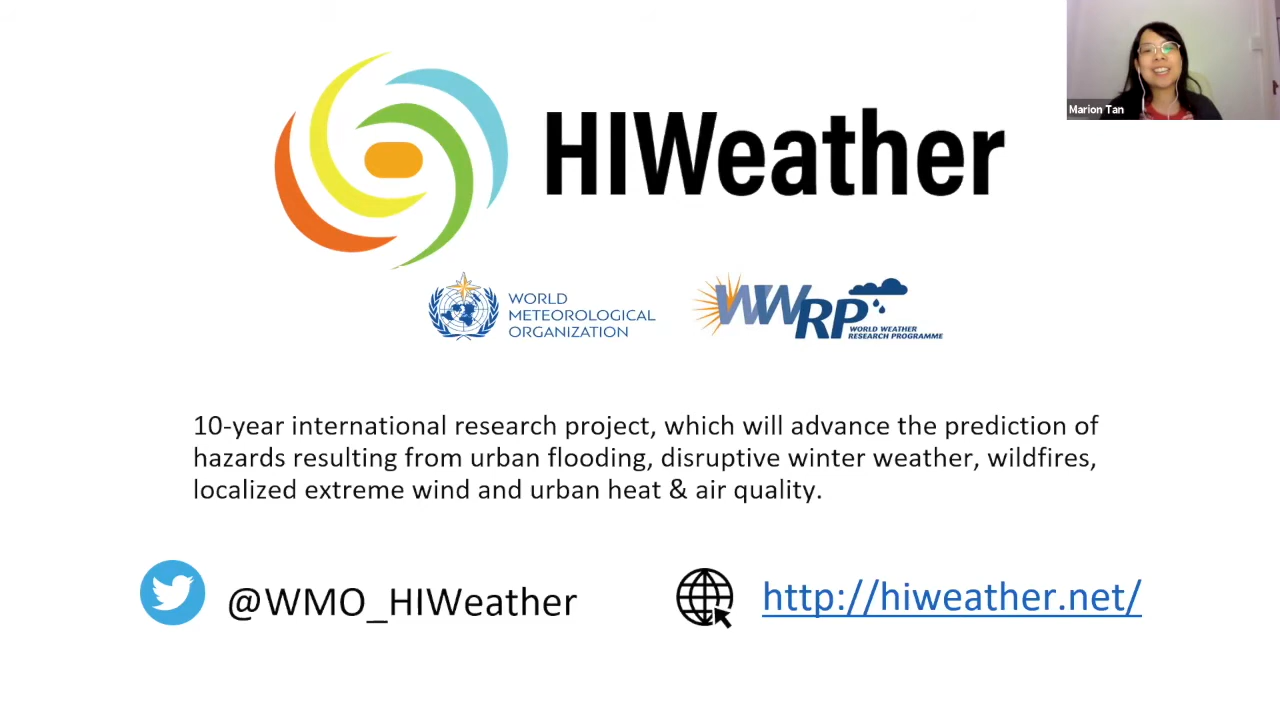 Marion Tan
HIWeather
WORLD
METEOROLOGICAL
ORGANIZATION
WWRP
WORLD WEATHER
RESEARCH PROGRAMME
10-year international research project, which will advance the prediction of
hazards resulting from urban flooding, disruptive winter weather, wildfires,
localized extreme wind and urban heat & air quality.
@WMO_HIWeather
http://hiweather.net/